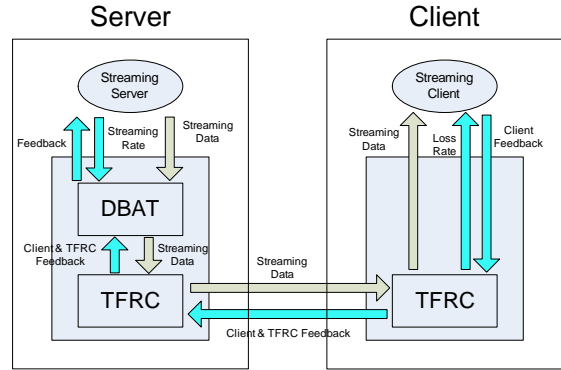 Server
Client
Streaming
Server
Streaming
Client
Feedback
Streaming
Rate
Streaming
Data
Streaming
Data
Loss
Rate
Client
Feedback
DBAT
Client & TFRC
Feedback
Streaming
Data
Streaming
Data
TFRC
TFRC
Client & TFRC Feedback